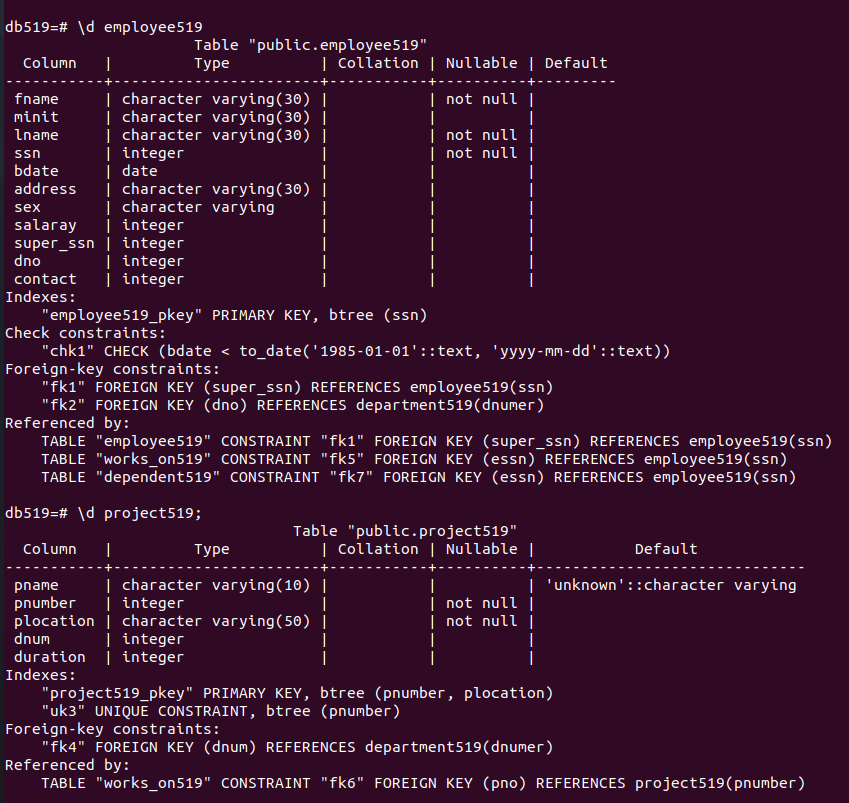 db519=# \d employee519
                     Table "public.employee519"
  Column   |         Type          | Collation | Nullable | Default
-----------+-----------------------+-----------+----------+---------
 fname     | character varying(30) |           | not null |
 minit     | character varying(30) |           |          |
 lname     | character varying(30) |           | not null |
 ssn       | integer               |           | not null |
 bdate     | date                  |           |          |
 address   | character varying(30) |           |          |
 sex       | character varying     |           |          |
 salaray   | integer               |           |          |
 super_ssn | integer               |           |          |
 dno       | integer               |           |          |
 contact   | integer               |           |          |
Indexes:
    "employee519_pkey" PRIMARY KEY, btree (ssn)
Check constraints:
    "chk1" CHECK (bdate < to_date('1985-01-01'::text, 'yyyy-mm-dd'::text))
Foreign-key constraints:
    "fk1" FOREIGN KEY (super_ssn) REFERENCES employee519(ssn)
    "fk2" FOREIGN KEY (dno) REFERENCES department519(dnumer)
Referenced by:
    TABLE "employee519" CONSTRAINT "fk1" FOREIGN KEY (super_ssn) REFERENCES employee519(ssn)
    TABLE "works_on519" CONSTRAINT "fk5" FOREIGN KEY (essn) REFERENCES employee519(ssn)
    TABLE "dependent519" CONSTRAINT "fk7" FOREIGN KEY (essn) REFERENCES employee519(ssn)

db519=# \d project519;
                                Table "public.project519"
  Column   |         Type          | Collation | Nullable |           Default
-----------+-----------------------+-----------+----------+------------------------------
 pname     | character varying(10) |           |          | 'unknown'::character varying
 pnumber   | integer               |           | not null |
 plocation | character varying(50) |           | not null |
 dnum      | integer               |           |          |
 duration  | integer               |           |          |
Indexes:
    "project519_pkey" PRIMARY KEY, btree (pnumber, plocation)
    "uk3" UNIQUE CONSTRAINT, btree (pnumber)
Foreign-key constraints:
    "fk4" FOREIGN KEY (dnum) REFERENCES department519(dnumer)
Referenced by:
    TABLE "works_on519" CONSTRAINT "fk6" FOREIGN KEY (pno) REFERENCES project519(pnumber)